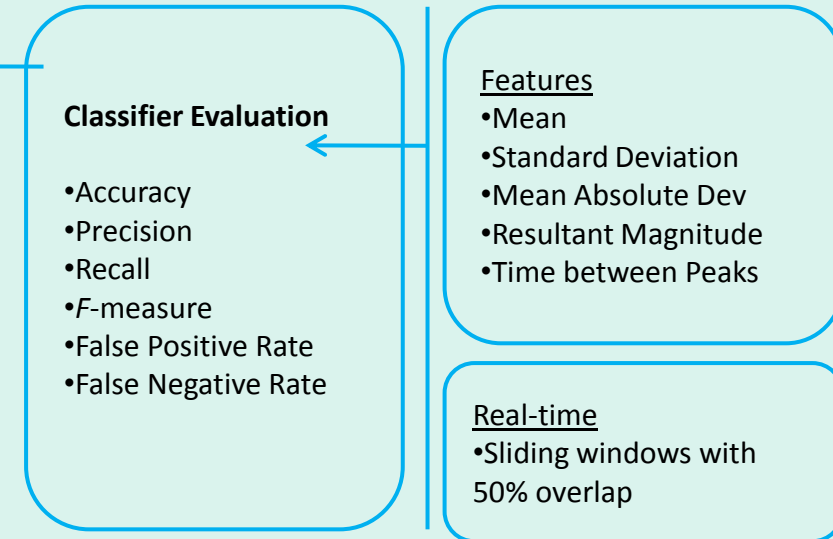 Classifier Evaluation
•Accuracy
•Precision
•Recall
•F-measure
•False Positive Rate
•False Negative Rate
Features
•Mean
•Standard Deviation
•Mean Absolute Dev
•Resultant Magnitude
•Time between Peaks
Real-time
•Sliding windows with
50% overlap